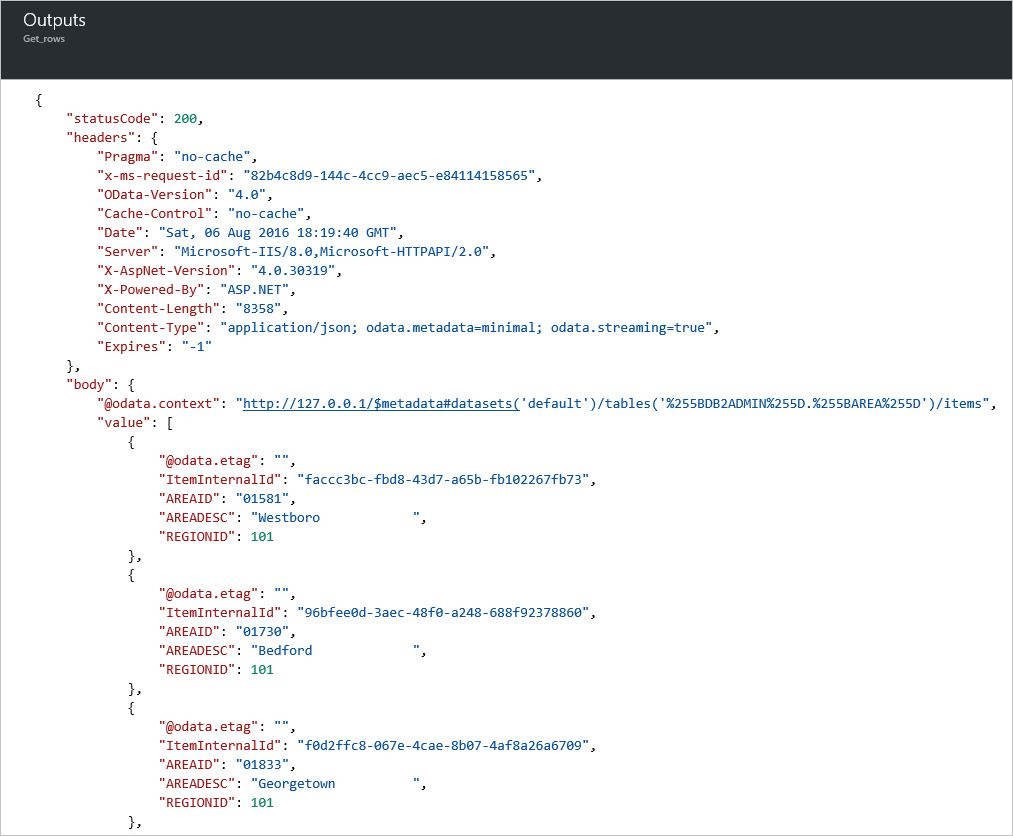 Outputs
Get_rows
{
    "statusCode": 200,
    "headers": {
        "Pragma": "no-cache",
        "x-ms-request-id": "82b4c8d9-144c-4cc9-aec5-e84114158565",
        "OData-Version": "4.0",
        "Cache-Control": "no-cache",
        "Date": "Sat, 06 Aug 2016 18:19:40 GMT",
        "Server": "Microsoft-IIS/8.0,Microsoft-HTTPAPI/2.0",
        "X-AspNet-Version": "4.0.30319",
        "X-Powered-By": "ASP.NET",
        "Content-Length": "8358",
        "Content-Type": "application/json; odata.metadata=minimal; odata.streaming=true",
        "Expires": "-1"
    },
    "body": {
        "@odata.context": "http://127.0.0.1/$metadata#datasets('default')/tables('%255BDB2ADMIN%255D.%255BAREA%255D')/items",
        "value": [
            {
                "@odata.etag": "",
                "ItemInternalId": "faccc3bc-fbd8-43d7-a65b-fb102267fb73",
                "AREAID": "01581",
                "AREADESC": "Westboro            ",
                "REGIONID": 101
            },
            {
                "@odata.etag": "",
                "ItemInternalId": "96bfee0d-3aec-48f0-a248-688f92378860",
                "AREAID": "01730",
                "AREADESC": "Bedford             ",
                "REGIONID": 101
            },
            {
                "@odata.etag": "",
                "ItemInternalId": "f0d2ffc8-067e-4cae-8b07-4af8a26a6709",
                "AREAID": "01833",
                "AREADESC": "Georgetown          ",
                "REGIONID": 101
            },